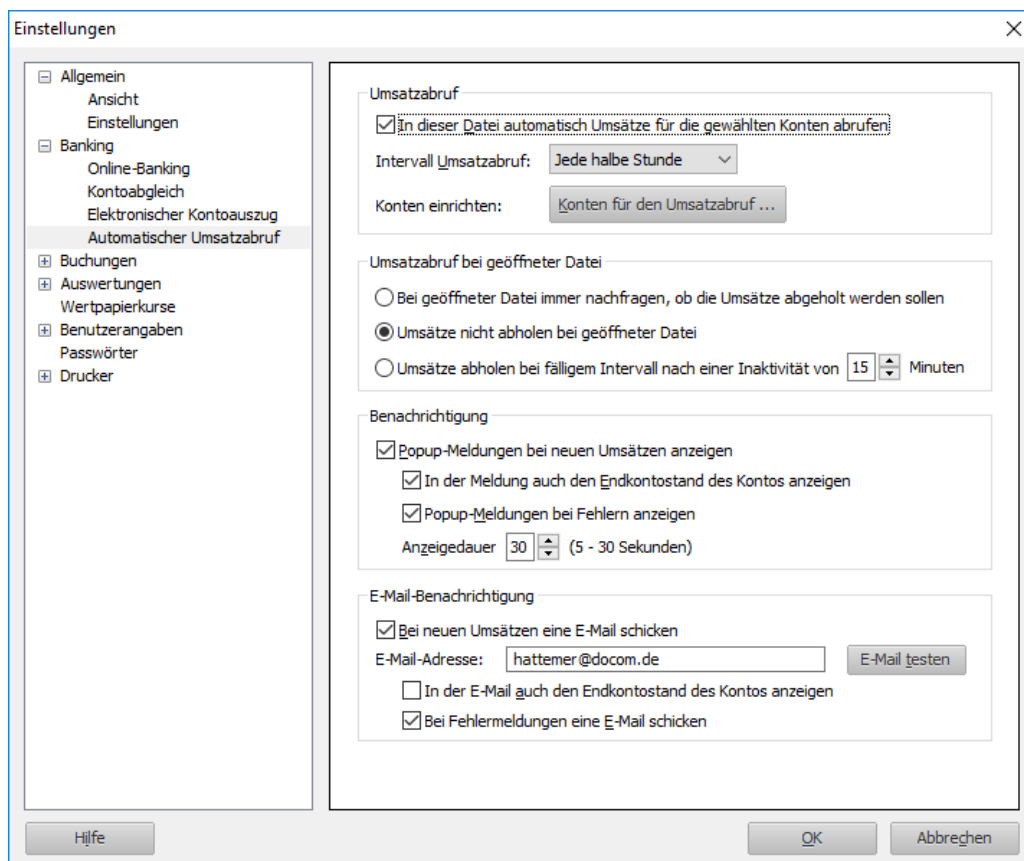 Einstellungen
Allgemein
Ansicht
Einstellungen
Banking
Online-Banking
Kontoabgleich
Elektronischer Kontoauszug
Automatischer Umsatzabruf
Buchungen
Auswertungen
Wertpapierkurse
Benutzerangaben
Passwörter
Drucker
Umsatzabruf
In dieser Datei automatisch Umsätze für die gewählten Konten abrufen
Intervall Umsatzabruf: Jede halbe Stunde
Konten einrichten: Konten für den Umsatzabruf ...
Umsatzabruf bei geöffneter Datei
Bei geöffneter Datei immer nachfragen, ob die Umsätze abgeholt werden sollen
Umsätze nicht abholen bei geöffneter Datei
Umsätze abholen bei fälligem Intervall nach einer Inaktivität von 15 Minuten
Benachrichtigung
Popup-Meldungen bei neuen Umsätzen anzeigen
In der Meldung auch den Endkontostand des Kontos anzeigen
Popup-Meldungen bei Fehlern anzeigen
Anzeigedauer 30 (5 - 30 Sekunden)
E-Mail-Benachrichtigung
Bei neuen Umsätzen eine E-Mail schicken
E-Mail-Adresse: hattemer@docom.de E-Mail testen
In der E-Mail auch den Endkontostand des Kontos anzeigen
Bei Fehlermeldungen eine E-Mail schicken
Hilfe OK Abbrechen